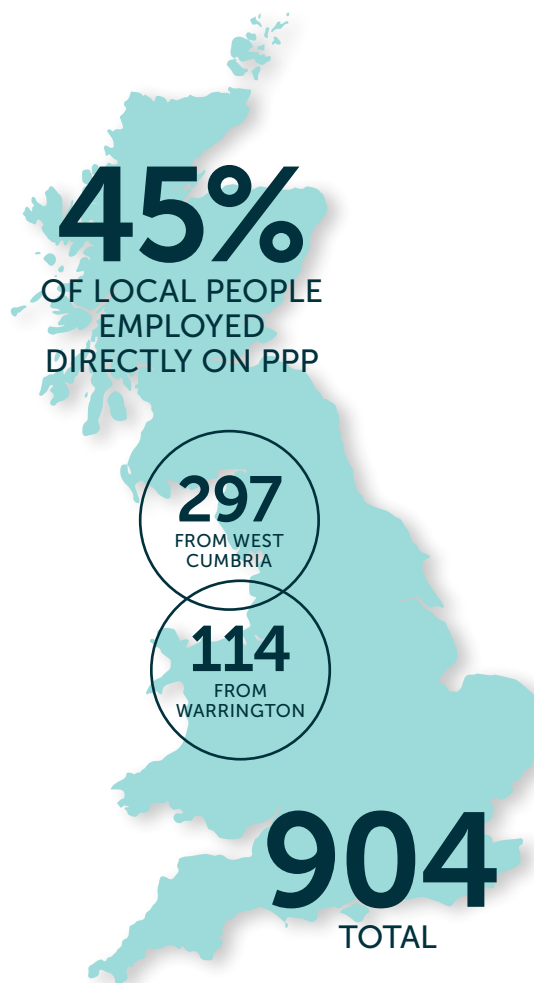 45%
OF LOCAL PEOPLE
EMPLOYED
DIRECTLY ON PPP
297
FROM WEST
CUMBRIA
114
FROM
WARRINGTON
904
TOTAL